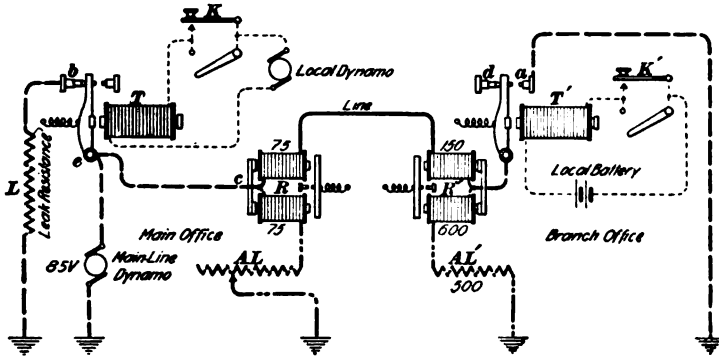 K
b
T
Local Dynamo
d a
T'
K'
Line
L
Leak Resistance
e
75
c
R
75
150
R'
600
Local Battery
Main Office
Branch Office
85V
Main-Line
Dynamo
AL
AL'
500